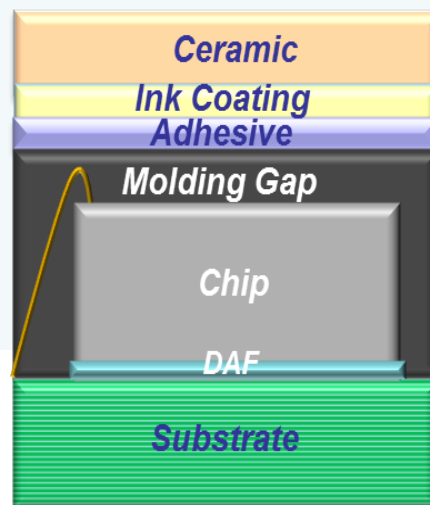 Ceramic
Ink Coating
Adhesive
Molding Gap
Chip
DAF
Substrate